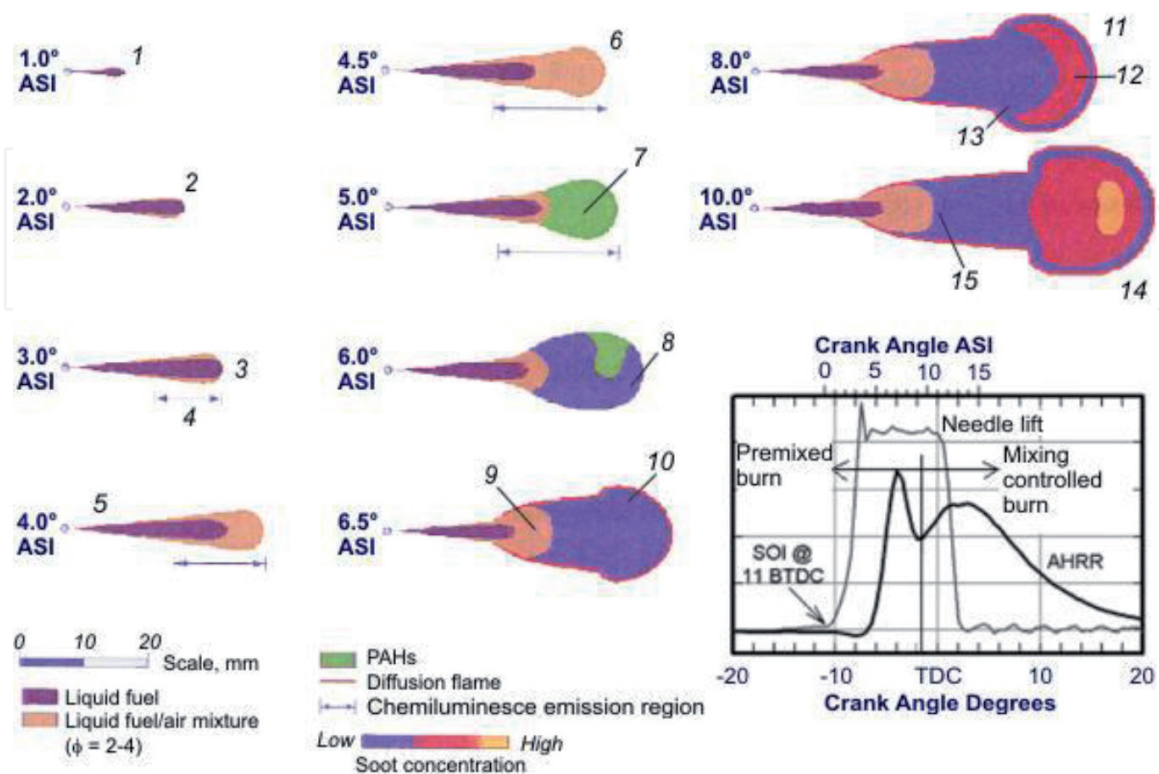 1.0°
ASI
1
2.0°
ASI
2
3.0°
ASI
3
4
4.0°
ASI
5
4.5°
ASI
6
5.0°
ASI
7
6.0°
ASI
8
6.5°
ASI
9
10
8.0°
ASI
11
12
13
10.0°
ASI
14
15
0 10 20
Scale, mm
Liquid fuel
Liquid fuel/air mixture
(ϕ = 2-4)
PAHs
Diffusion flame
Chemiluminesce emission region
Low High
Soot concentration
Crank Angle ASI
0 5 10 15
Needle lift
Premixed
burn
Mixing
controlled
burn
SOI @
11 BTDC
AHRR
-20 -10 TDC 10 20
Crank Angle Degrees